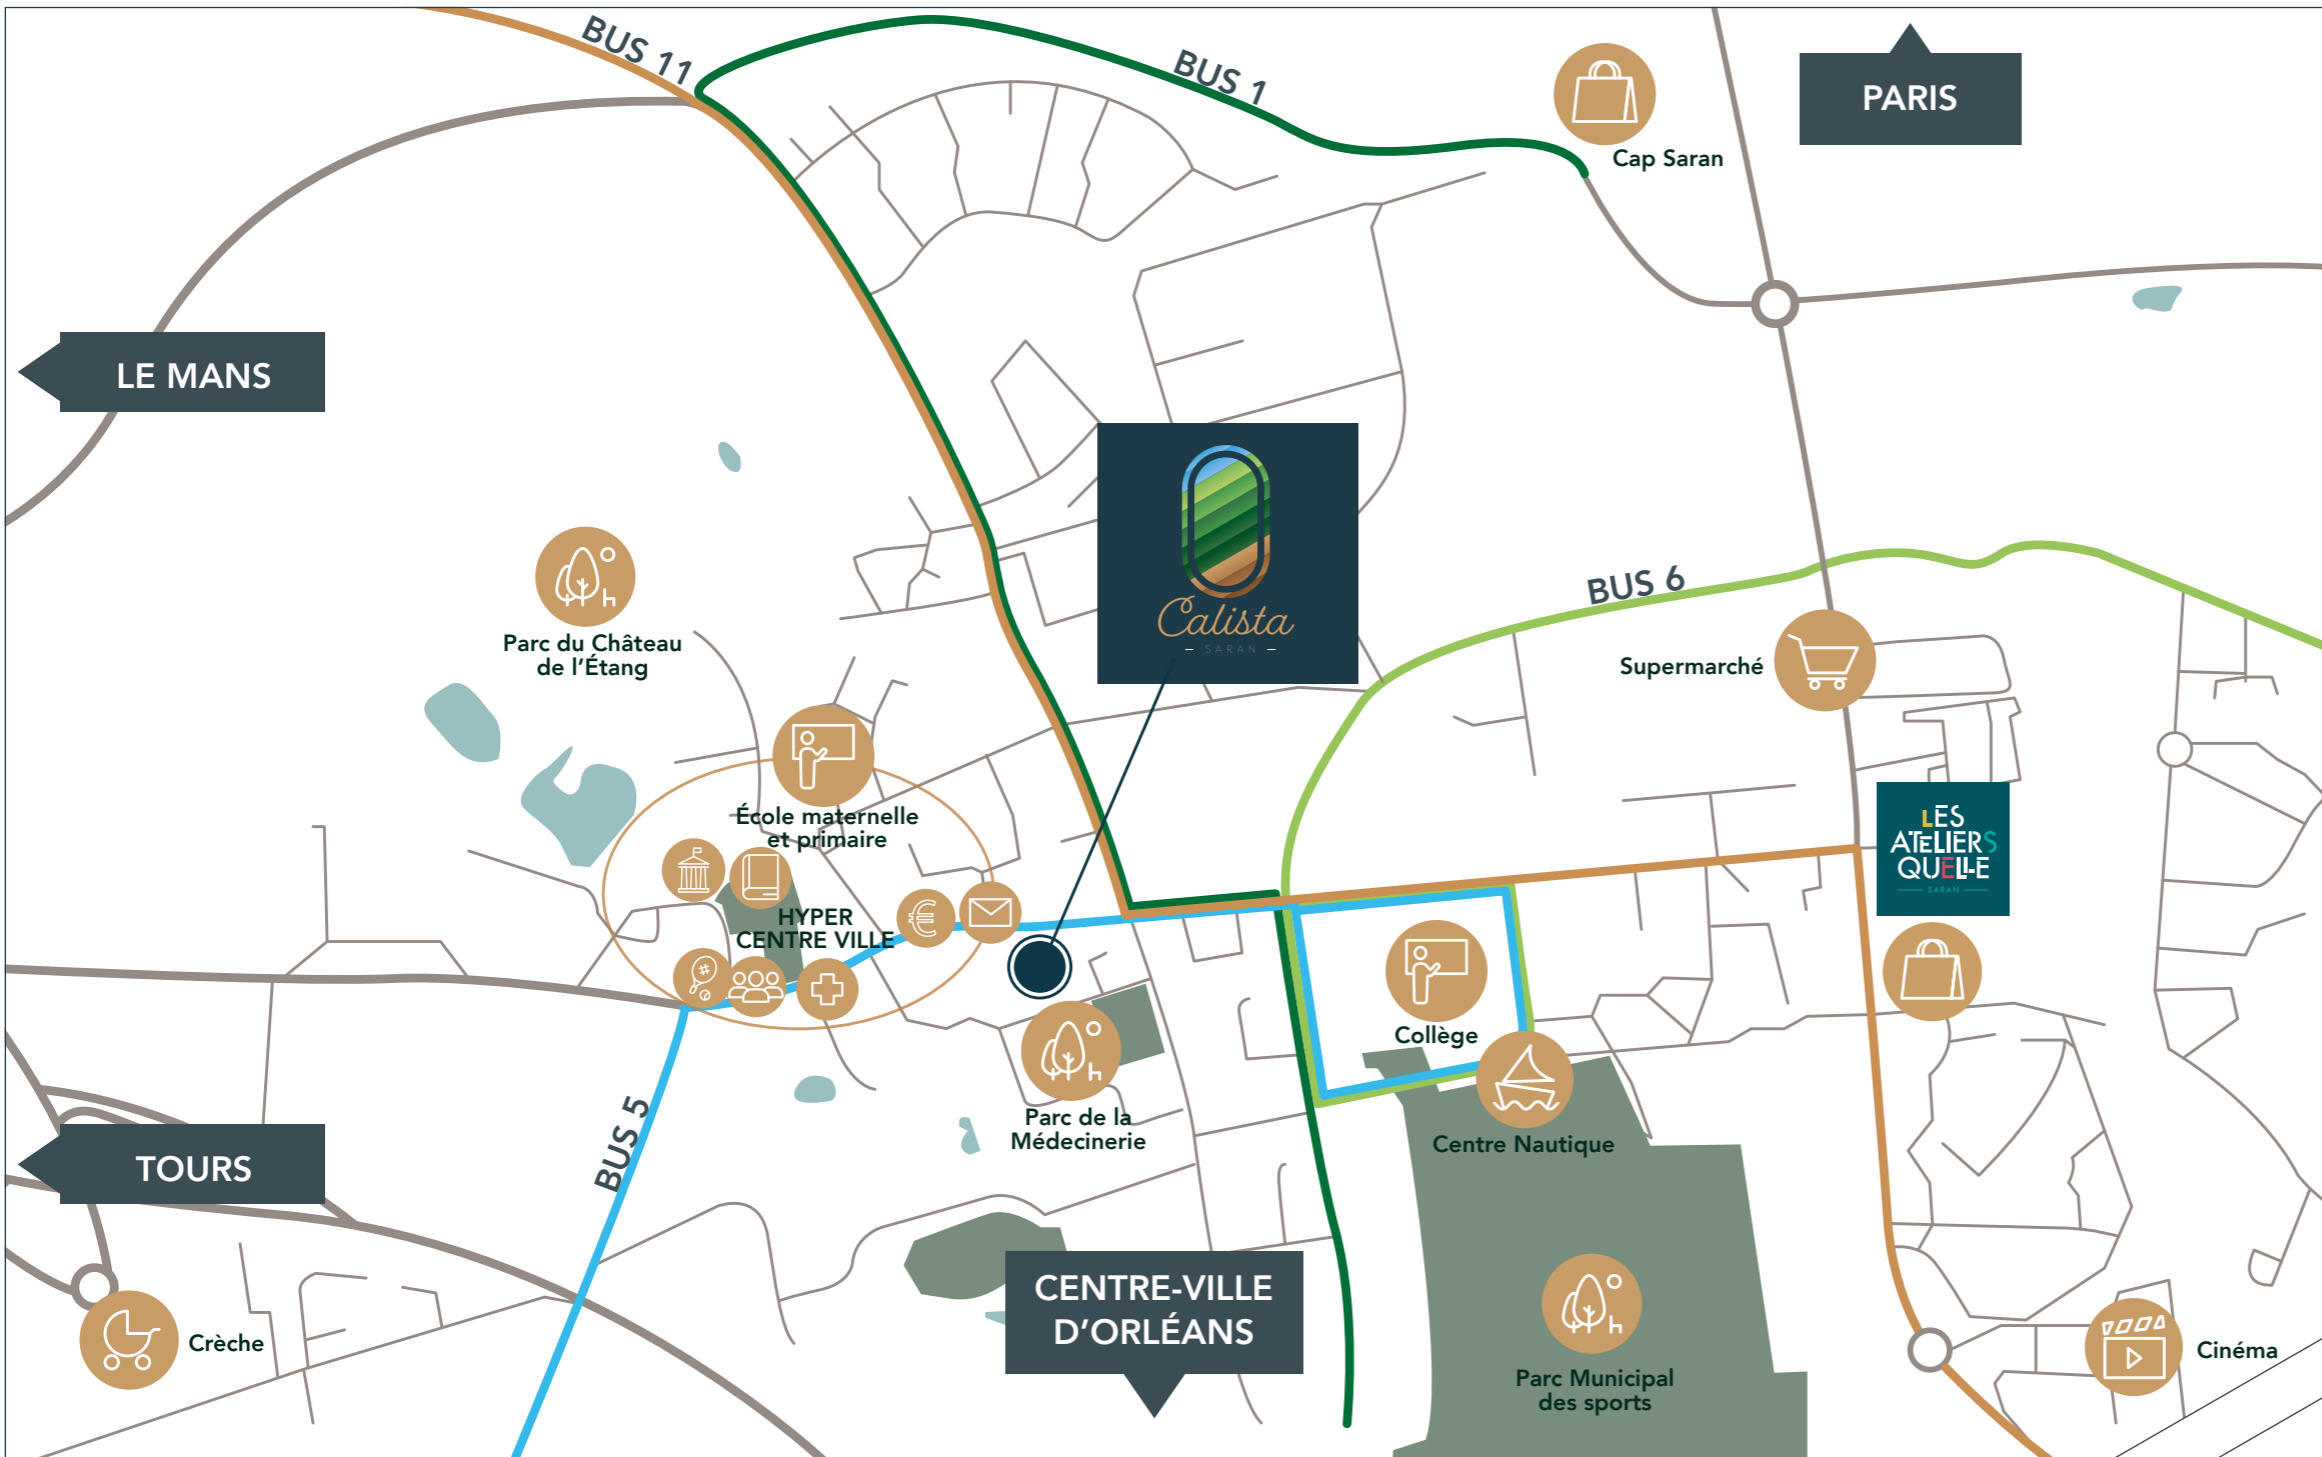 BUS 11
BUS 1
Cap Saran
PARIS
LE MANS
Calista
– SARAN –
BUS 6
Parc du Château
de l'Étang
Supermarché
École maternelle
et primaire
LES
ATELIERS
QUELLE
SARAN
HYPER
CENTRE VILLE
€
Collège
Parc de la
Médecinerie
Centre Nautique
BUS 5
TOURS
CENTRE-VILLE
D'ORLÉANS
Crèche
Parc Municipal
des sports
Cinéma